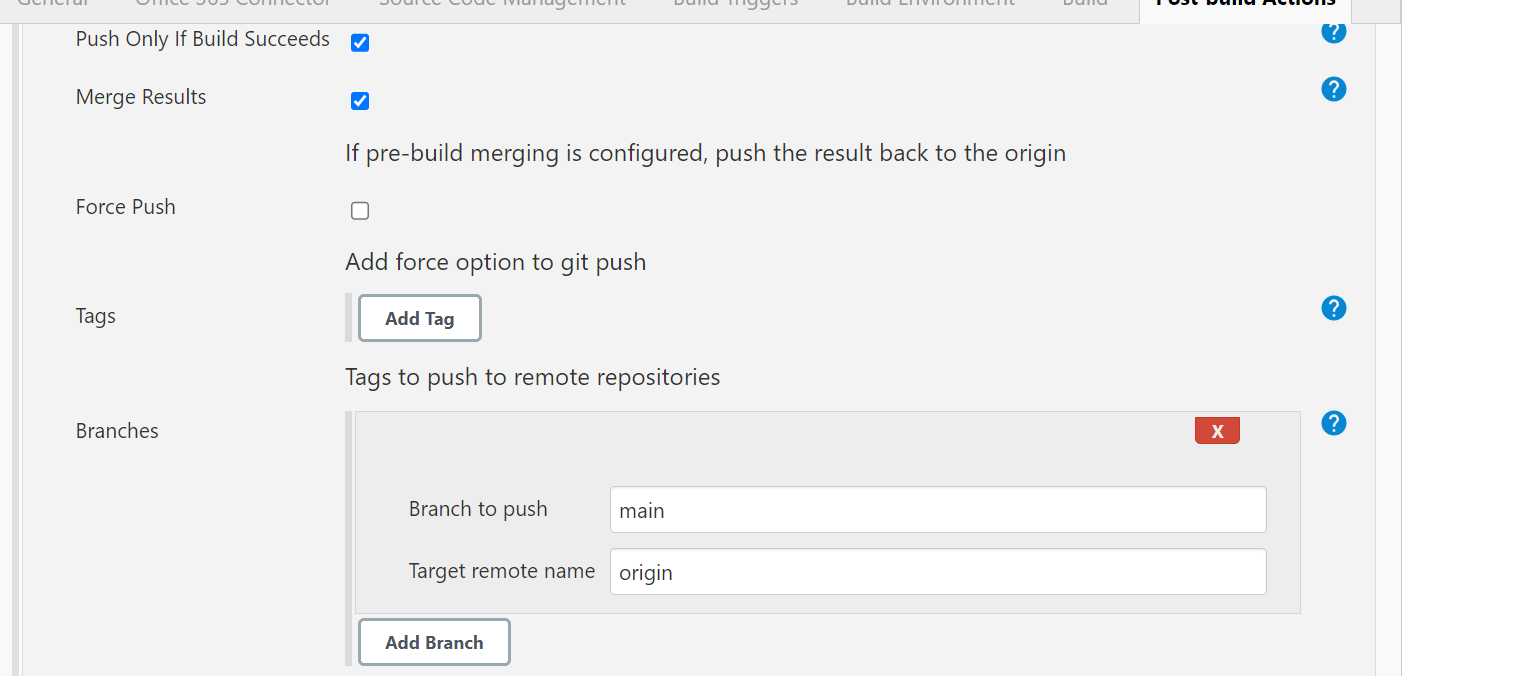 General Office 365 Connector Source Code Management Build Triggers Build Environment Build Post-build Actions
Push Only If Build Succeeds ?
Merge Results ?
If pre-build merging is configured, push the result back to the origin
Force Push
Add force option to git push
Tags Add Tag ?
Tags to push to remote repositories
Branches X ?
Branch to push main
Target remote name origin
Add Branch